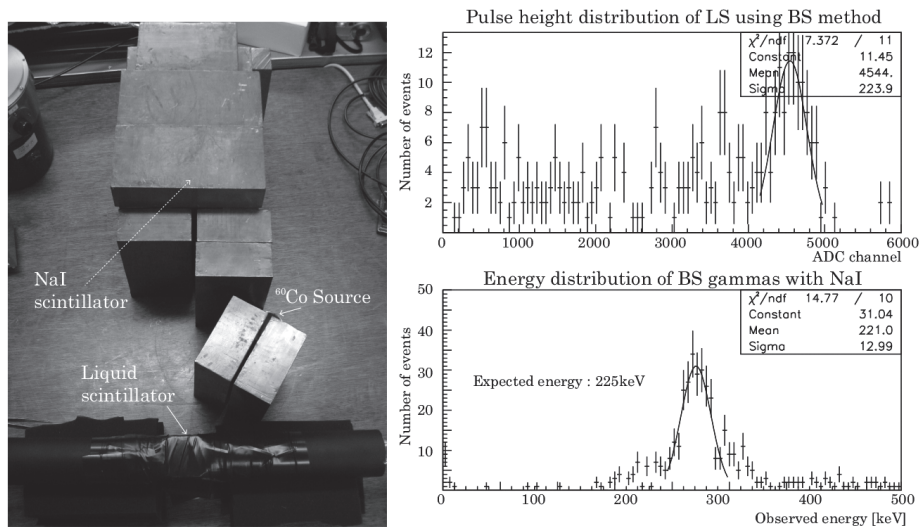 NaI
scintillator
⁶⁰Co Source
Liquid
scintillator
Pulse height distribution of LS using BS method
χ²/ndf 7.372 / 11
Constant 11.45
Mean 4544.
Sigma 223.9
Number of events
12
10
8
6
4
2
0 1000 2000 3000 4000 5000 6000
ADC channel
Energy distribution of BS gammas with NaI
χ²/ndf 14.77 / 10
Constant 31.04
Mean 221.0
Sigma 12.99
Expected energy : 225keV
Number of events
50
40
30
20
10
0 100 200 300 400 500
Observed energy [keV]